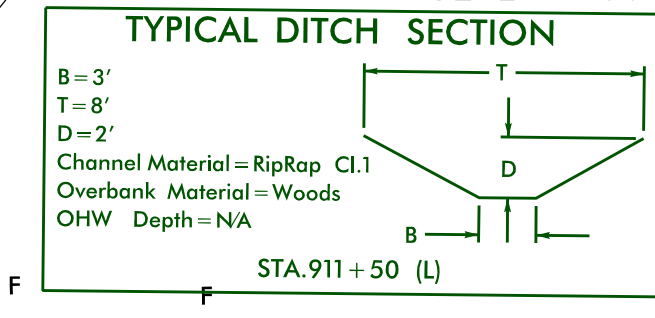 TYPICAL DITCH SECTION
B=3'
T=8'
D=2'
Channel Material=RipRap Cl.1
Overbank Material=Woods
OHW Depth=N/A
T
D
B
STA.911+50 (L)
F
F